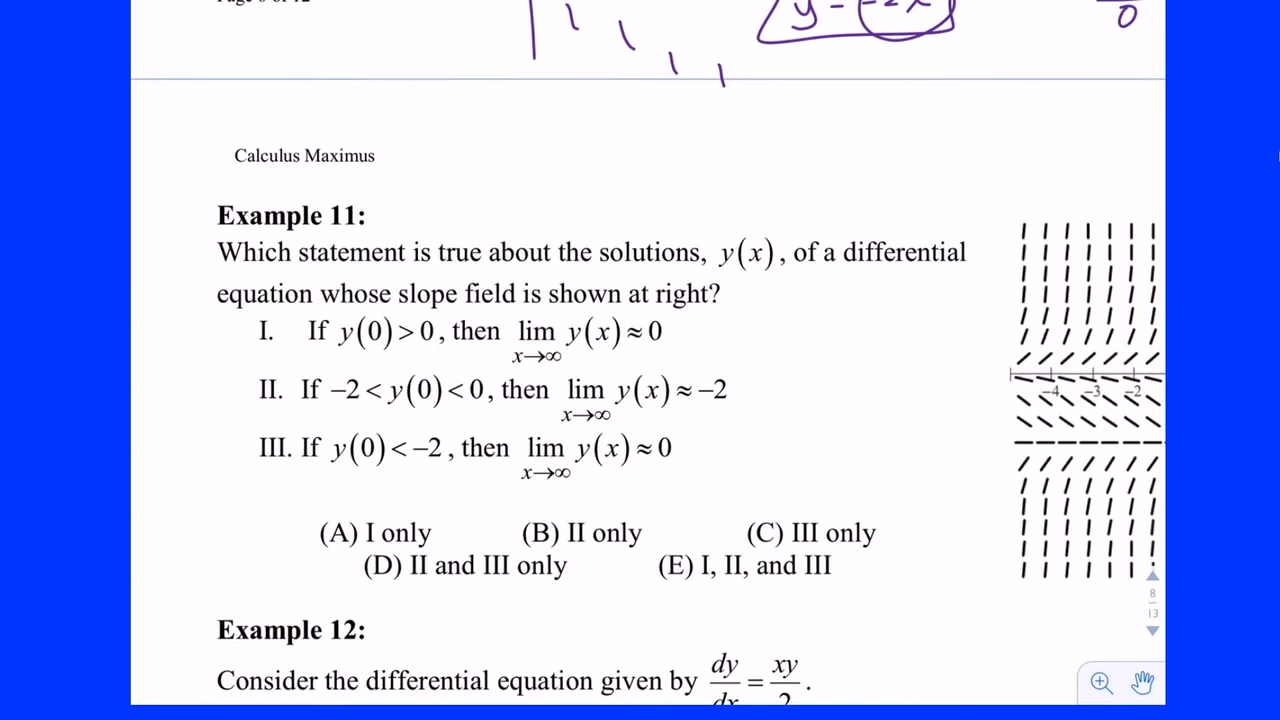 y = -2x
0
Calculus Maximus
Example 11:
Which statement is true about the solutions, y(x), of a differential
equation whose slope field is shown at right?
I. If y(0) > 0, then lim x→∞ y(x) ≈ 0
II. If −2 < y(0) < 0, then lim x→∞ y(x) ≈ −2
III. If y(0) < −2, then lim x→∞ y(x) ≈ 0
(A) I only (B) II only (C) III only
(D) II and III only (E) I, II, and III
-4 -3 -2
8
13
Example 12:
Consider the differential equation given by dy/dx = xy/2.